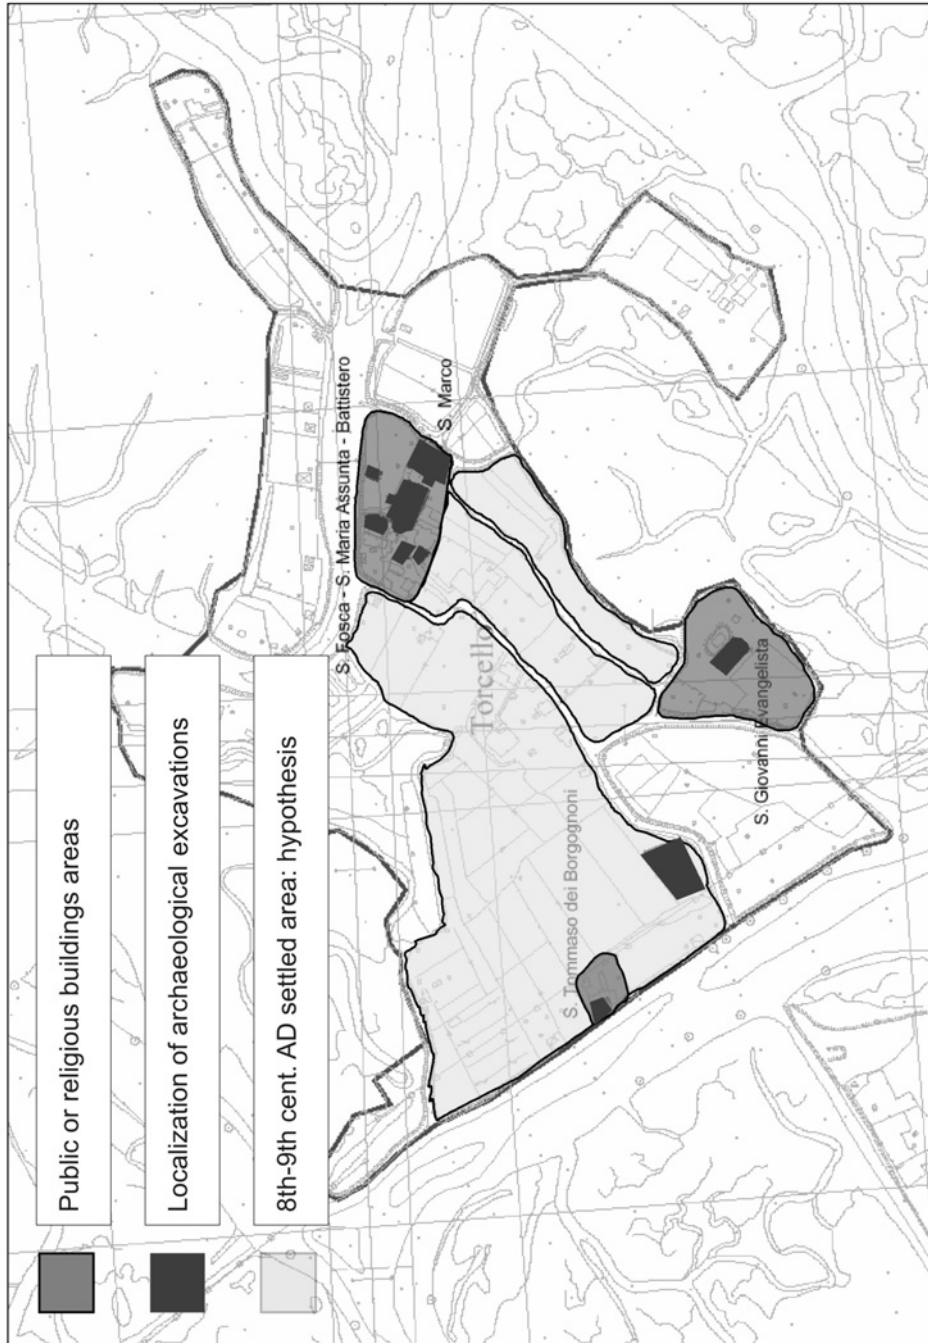 Public or religious buildings areas
Localization of archaeological excavations
8th-9th cent. AD settled area: hypothesis
S. Fosca - S. Maria Assunta - Battistero
S. Marco
Torcello
S. Tommaso dei Borgognoni
S. Giovanni Evangelista